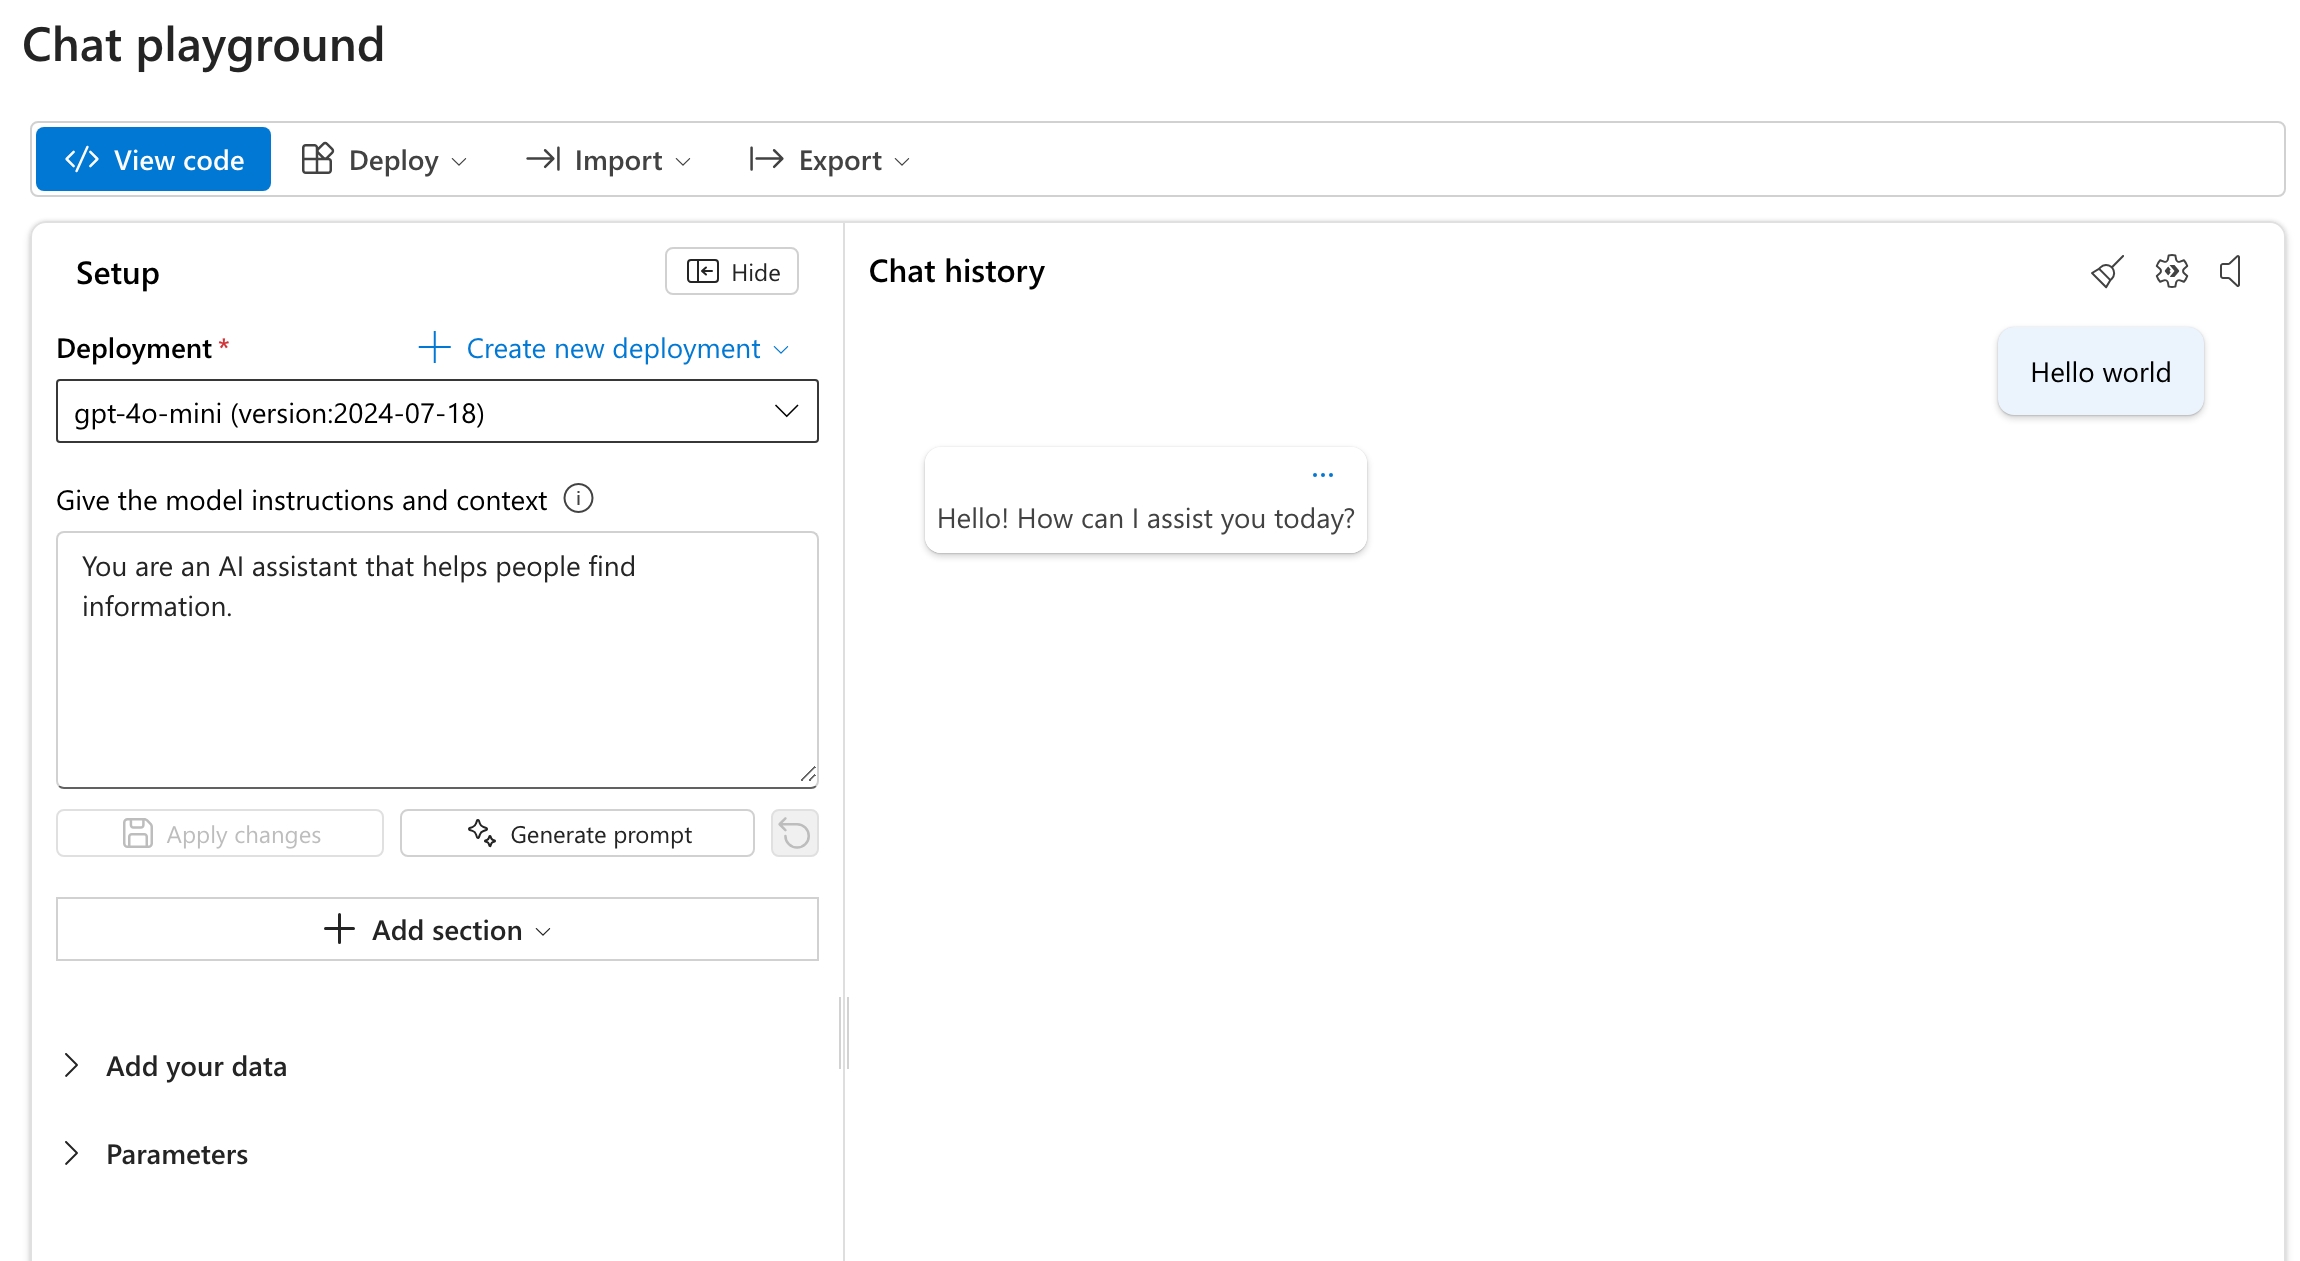 Chat playground
</> View code
Deploy
Import
Export
Setup
Hide
Deployment *
Create new deployment
gpt-4o-mini (version:2024-07-18)
Give the model instructions and context
You are an AI assistant that helps people find
information.
Apply changes
Generate prompt
Add section
Add your data
Parameters
Chat history
Hello world
...
Hello! How can I assist you today?